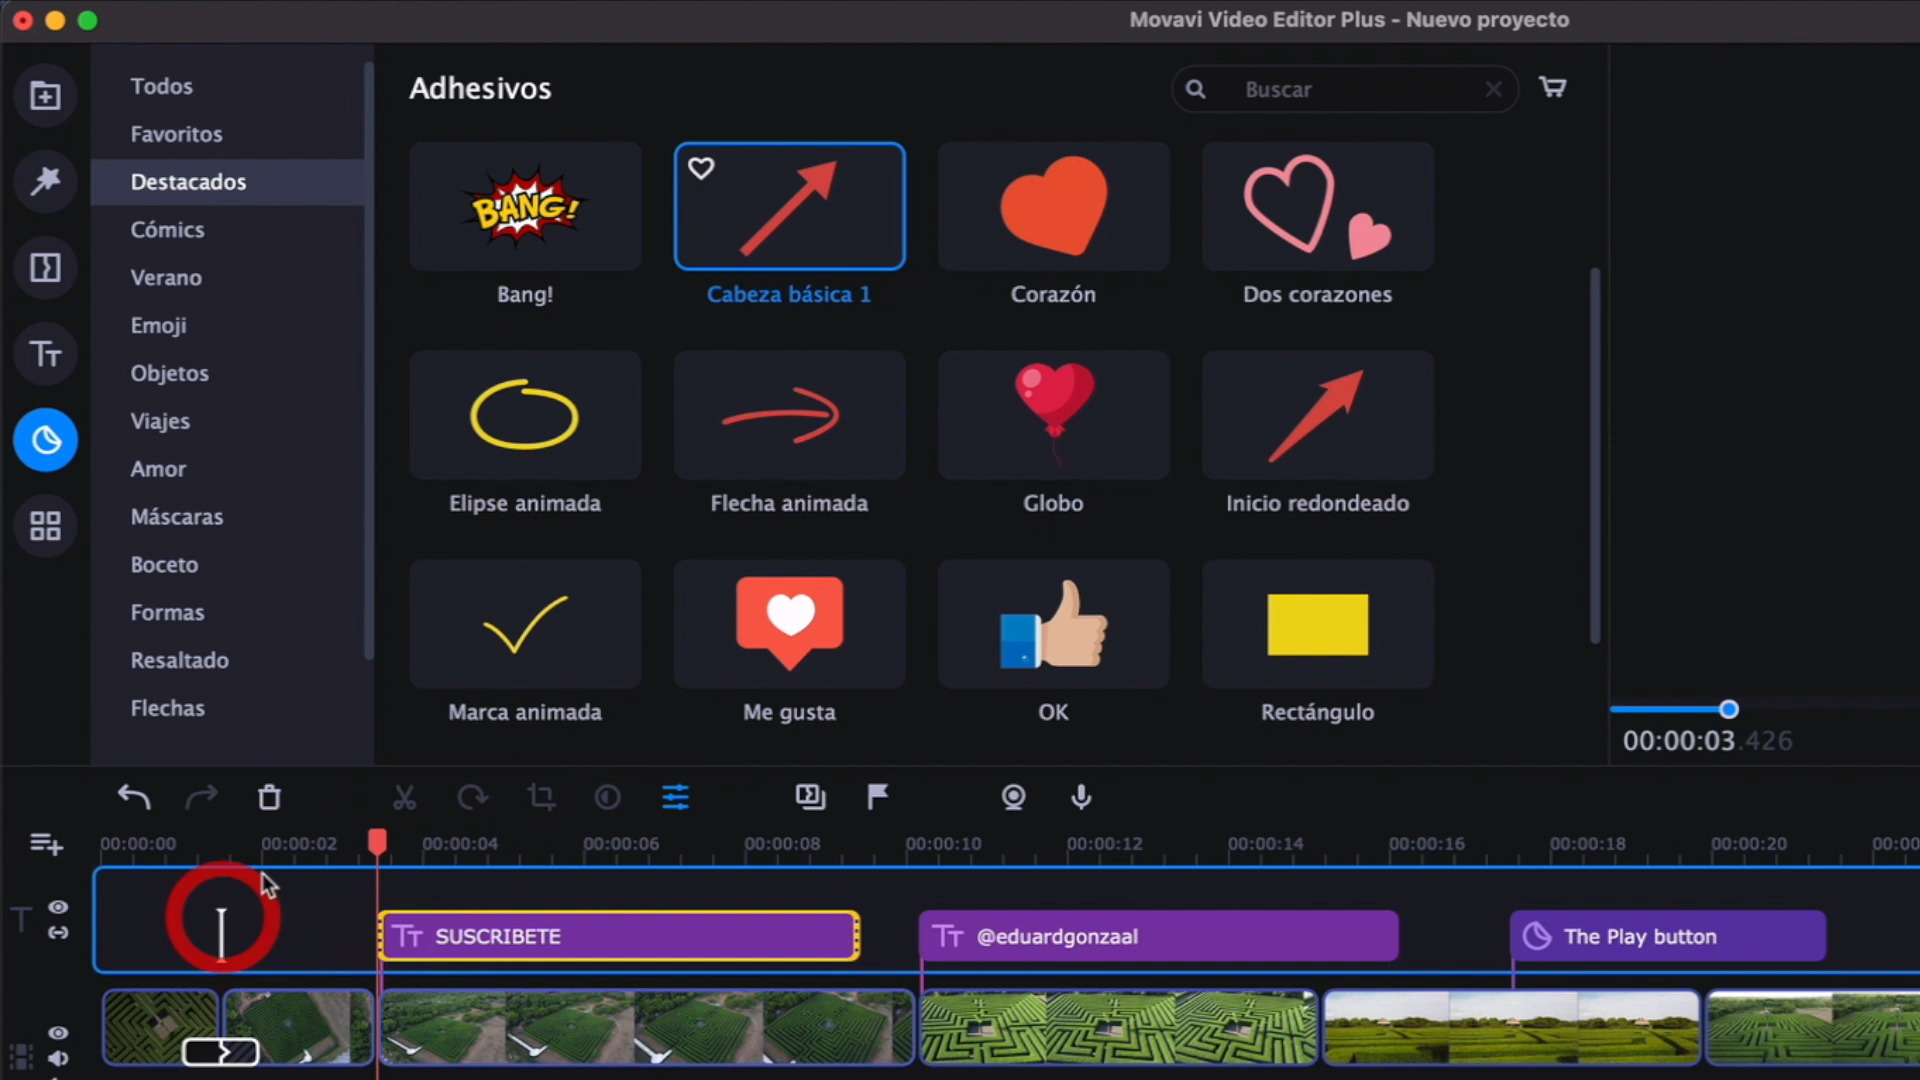 Movavi Video Editor Plus - Nuevo proyecto
Todos
Favoritos
Destacados
Cómics
Verano
Emoji
Objetos
Viajes
Amor
Máscaras
Boceto
Formas
Resaltado
Flechas
Adhesivos
Buscar
BANG!
Bang!
Cabeza básica 1
Corazón
Dos corazones
Elipse animada
Flecha animada
Globo
Inicio redondeado
Marca animada
Me gusta
OK
Rectángulo
00:00:03.426
00:00:00
00:00:02
00:00:04
00:00:06
00:00:08
00:00:10
00:00:12
00:00:14
00:00:16
00:00:18
00:00:20
00:00
SUSCRIBETE
@eduardgonzaal
The Play button